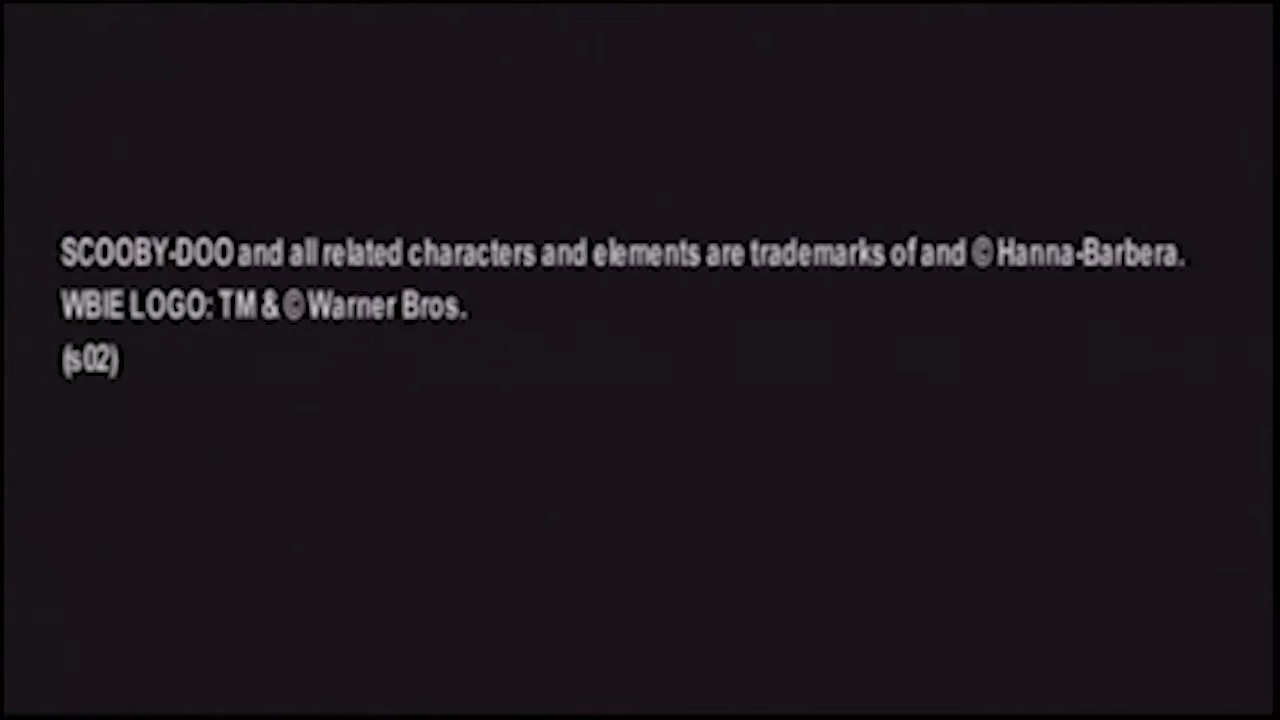 SCOOBY-DOO and all related characters and elements are trademarks of and © Hanna-Barbera.
WBIE LOGO: TM & © Warner Bros.
(s02)